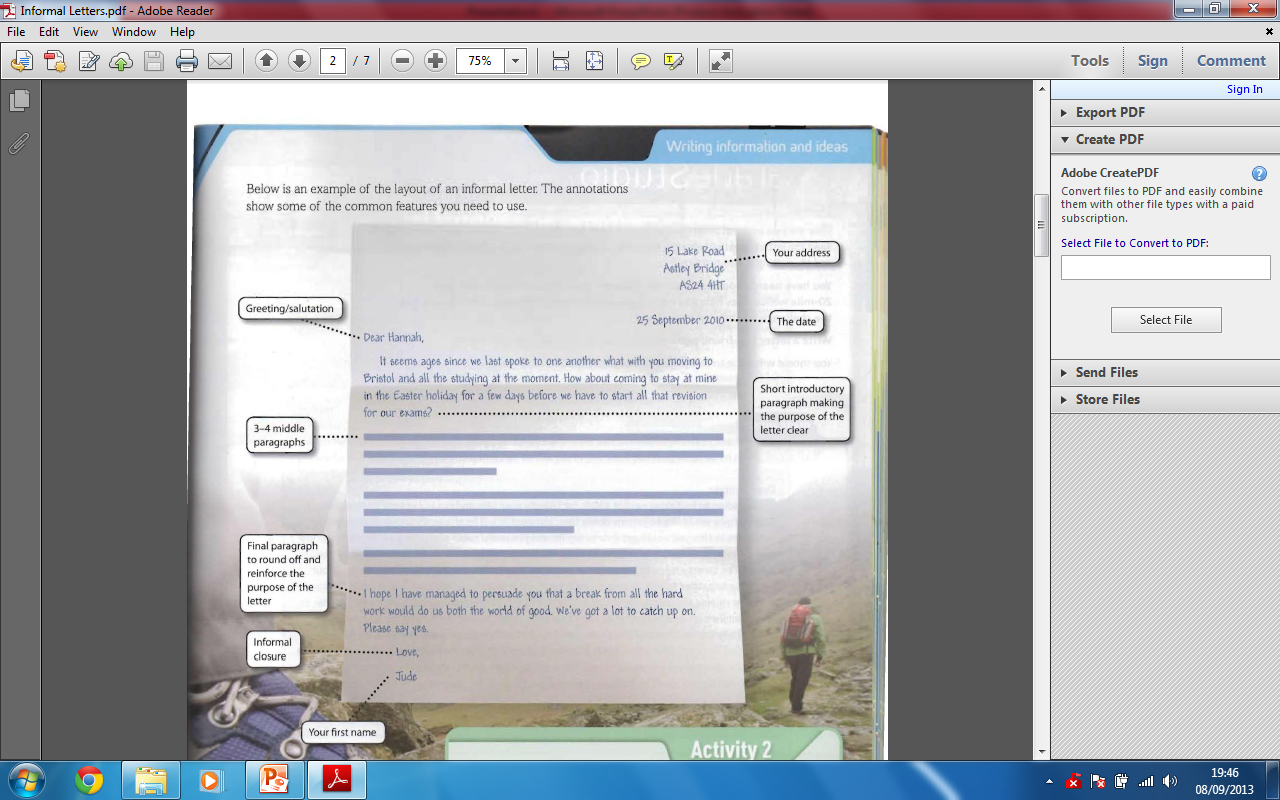 Informal Letters.pdf - Adobe Reader
File Edit View Window Help
2 / 7
75%
Tools Sign Comment
Sign In
Export PDF
Create PDF
Adobe CreatePDF
Convert files to PDF and easily combine
them with other file types with a paid
subscription.
Select File to Convert to PDF:
Select File
Send Files
Store Files
Writing information and ideas
Below is an example of the layout of an informal letter. The annotations
show some of the common features you need to use.
15 Lake Road
Astley Bridge
AS24 4HT
Your address
25 September 2010
The date
Greeting/salutation
Dear Hannah,
It seems ages since we last spoke to one another what with you moving to
Bristol and all the studying at the moment. How about coming to stay at mine
in the Easter holiday for a few days before we have to start all that revision
for our exams?
Short introductory
paragraph making
the purpose of the
letter clear
3–4 middle
paragraphs
Final paragraph
to round off and
reinforce the
purpose of the
letter
I hope I have managed to persuade you that a break from all the hard
work would do us both the world of good. We've got a lot to catch up on.
Please say yes.
Informal
closure
Love,
Jude
Your first name
Activity 2
19:46
08/09/2013